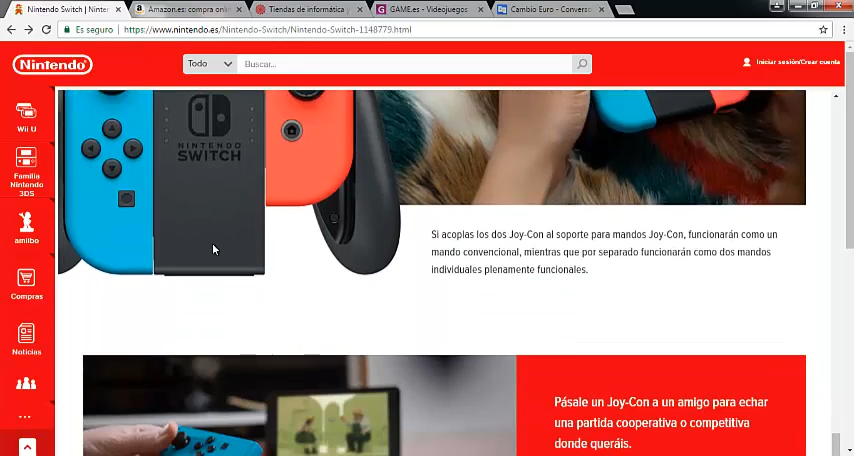 Nintendo Switch | Ninten
Amazon.es: compra onlin
Tiendas de informática y
GAME.es - Videojuegos
Cambio Euro - Converso
Es seguro
https://www.nintendo.es/Nintendo-Switch/Nintendo-Switch-1148779.html
Nintendo
Todo
Buscar...
Iniciar sesión/Crear cuenta
Wii U
Familia
Nintendo
3DS
amiibo
Compras
Noticias
NINTENDO
SWITCH
Si acoplas los dos Joy-Con al soporte para mandos Joy-Con, funcionarán como un
mando convencional, mientras que por separado funcionarán como dos mandos
individuales plenamente funcionales.
Pásale un Joy-Con a un amigo para echar
una partida cooperativa o competitiva
donde queráis.